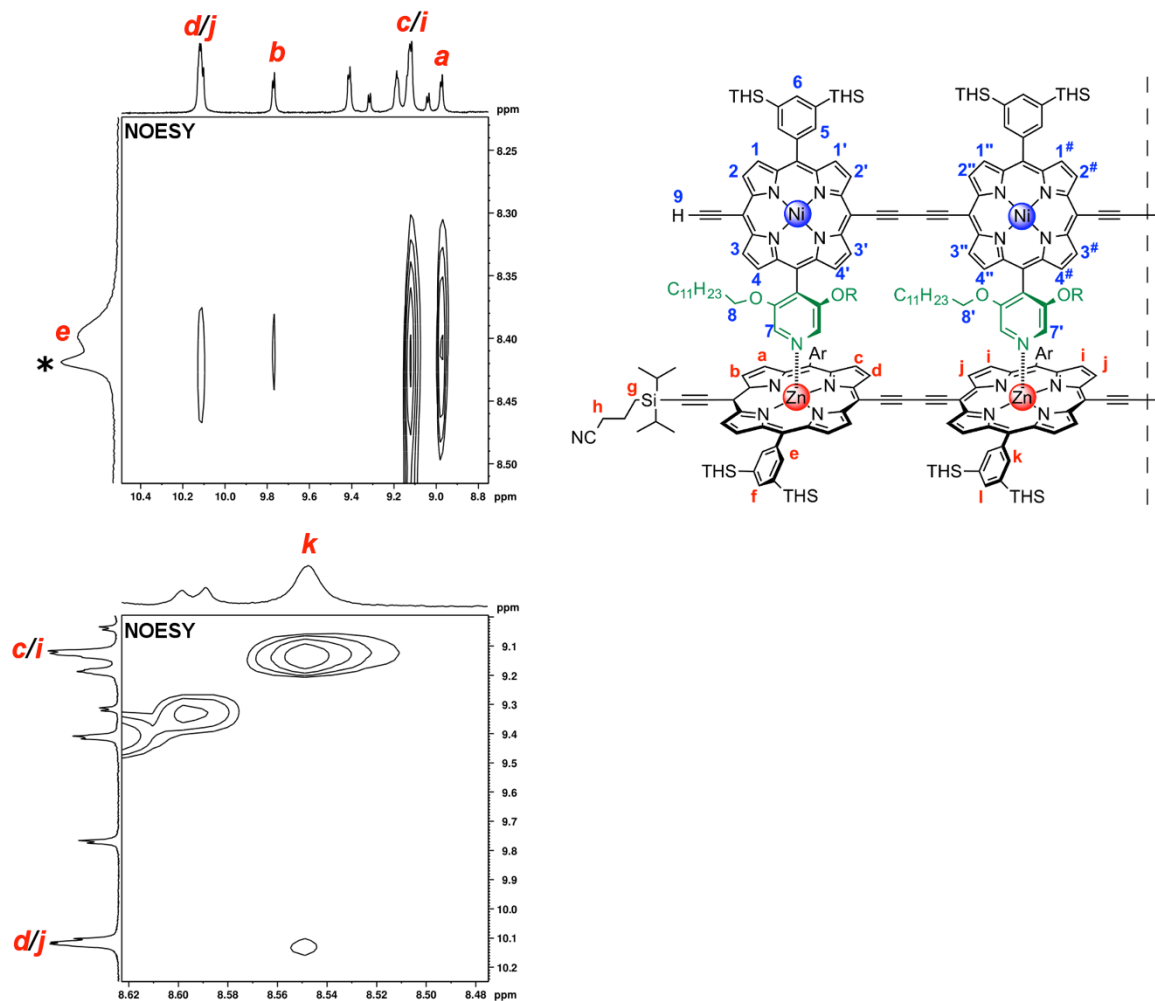 d/j
b
c/i
a
ppm
NOESY
e
*
8.25
8.30
8.35
8.40
8.45
8.50
10.4 10.2 10.0 9.8 9.6 9.4 9.2 9.0 8.8 ppm
k
ppm
NOESY
c/i
d/j
9.1
9.2
9.3
9.4
9.5
9.6
9.7
9.8
9.9
10.0
10.1
10.2
8.62 8.60 8.58 8.56 8.54 8.52 8.50 8.48 ppm
THS 6 THS THS THS
5
1 1' 1'' 1#
2 2' 2'' 2#
9 N N N N
H Ni Ni
N N N N
3 3' 3'' 3#
4 4' 4'' 4#
C11H23 O OR C11H23 O OR
8 8'
7 7'
N Ar N Ar
a c i i
b d j j
g N N N N
Si Zn Zn
h N N N N
NC
e k
THS THS
f THS l THS